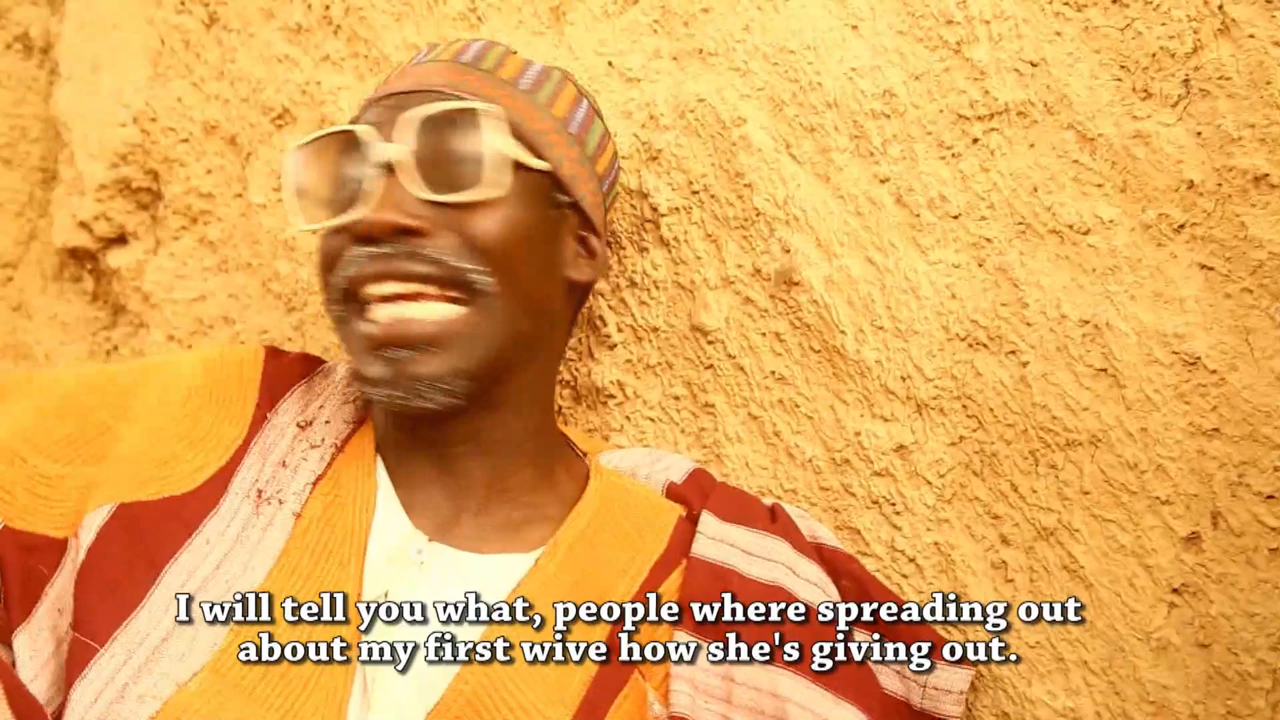 I will tell you what, people where spreading out
about my first wive how she's giving out.